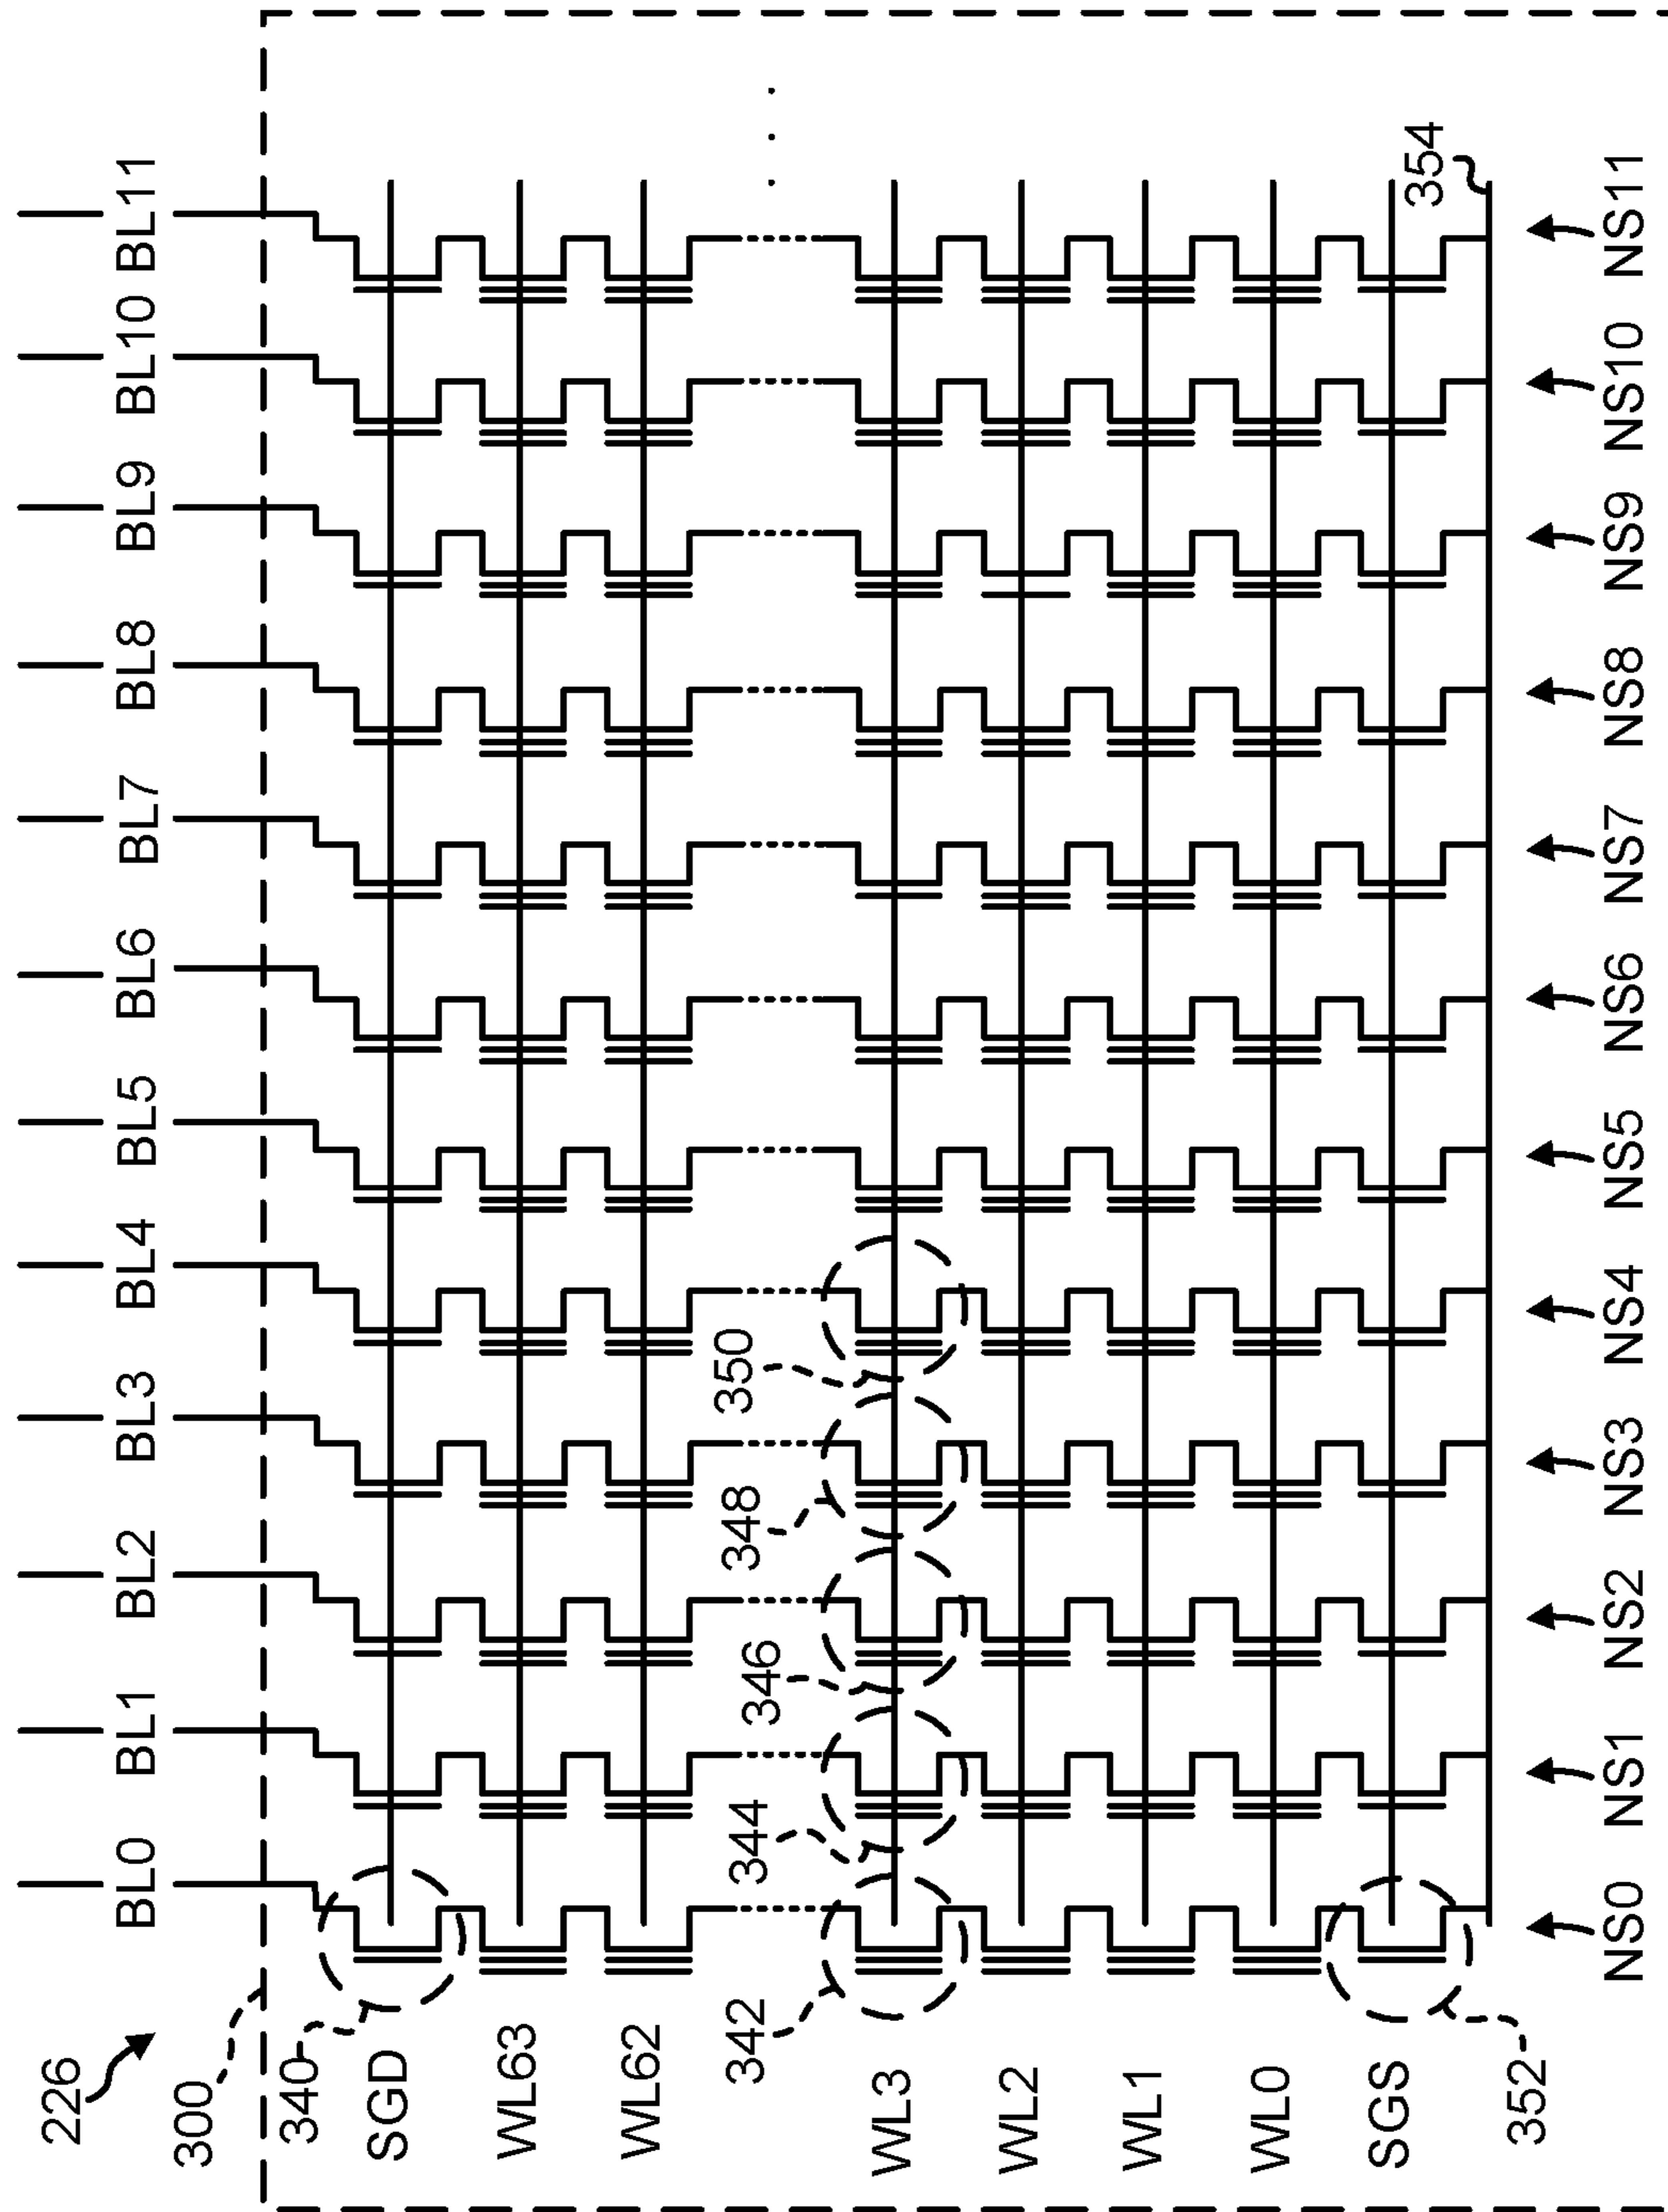 226
300
BL0 BL1 BL2 BL3 BL4 BL5 BL6 BL7 BL8 BL9 BL10 BL11
340
SGD
WL63
WL62
342 344 346 348 350
WL3
WL2
WL1
WL0
SGS
352
354
NS0 NS1 NS2 NS3 NS4 NS5 NS6 NS7 NS8 NS9 NS10 NS11